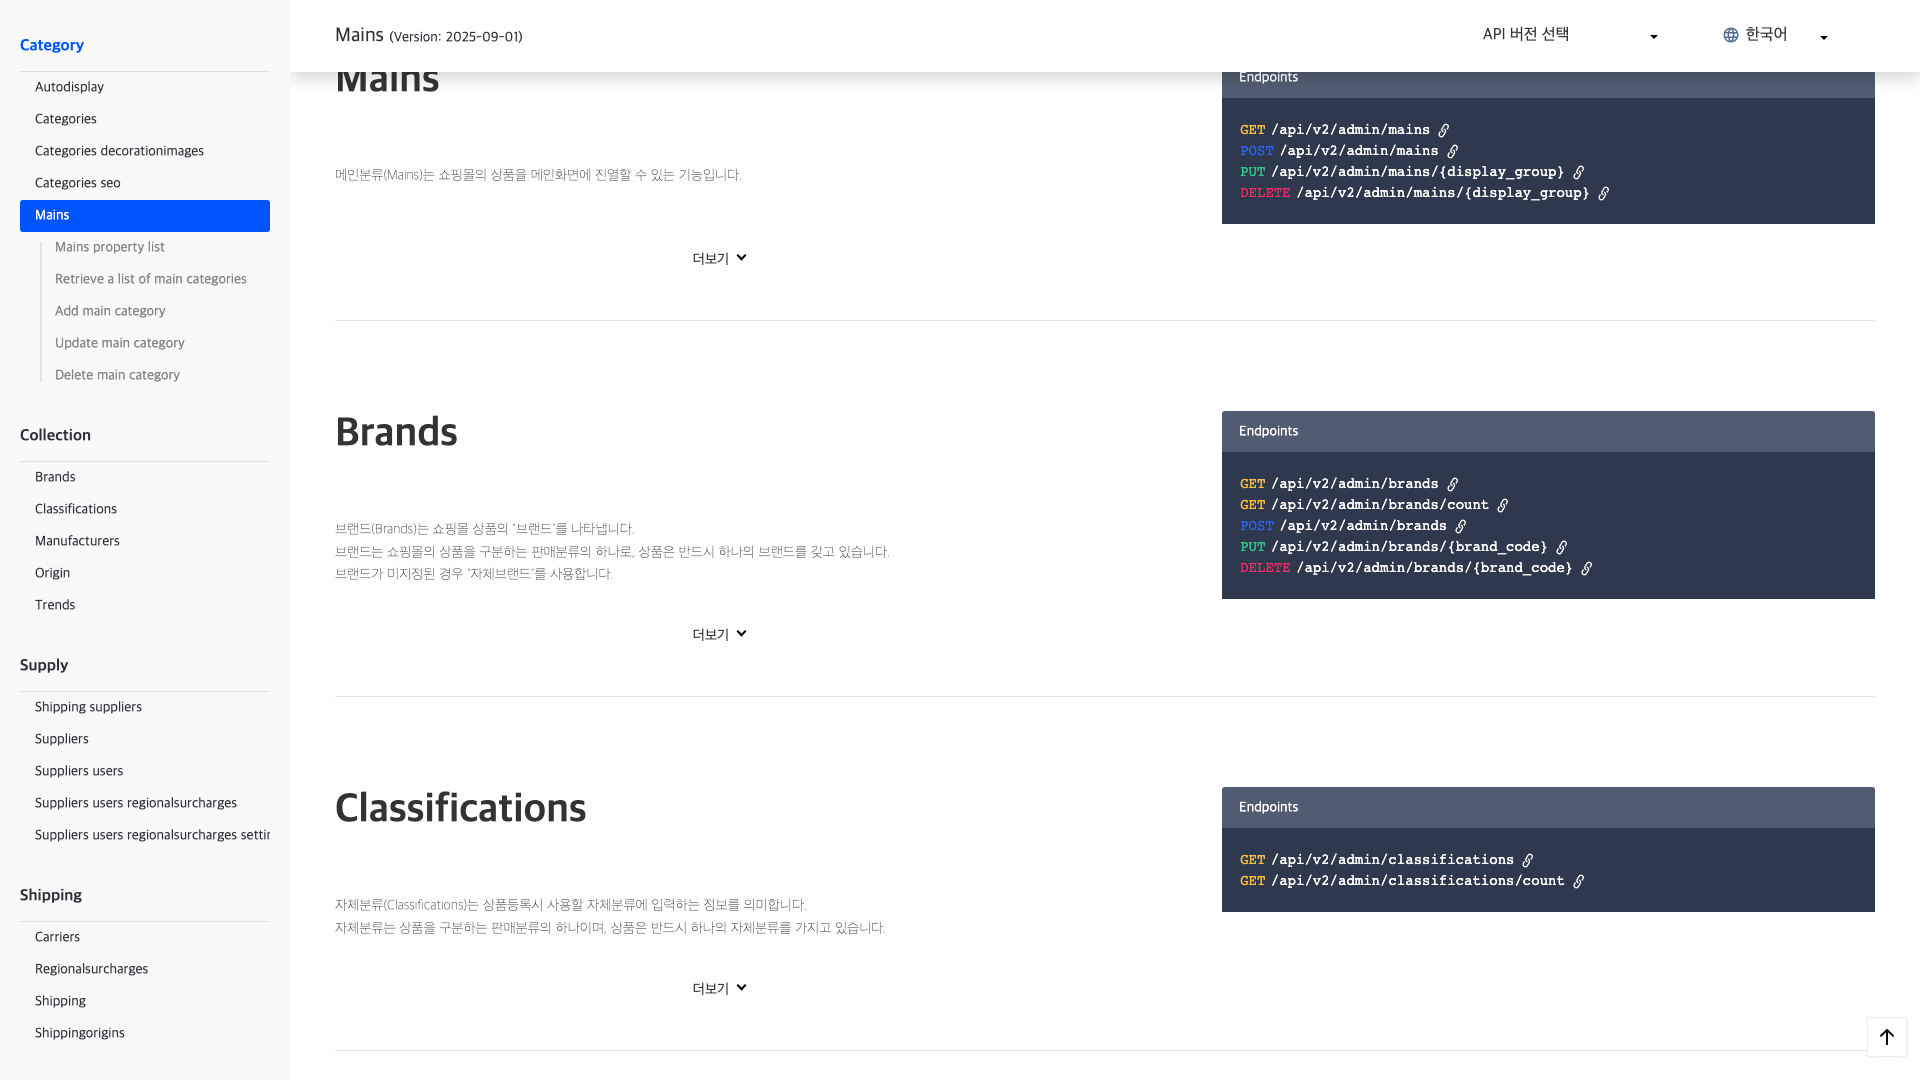 Category
Autodisplay
Categories
Categories decorationimages
Categories seo
Mains
Mains property list
Retrieve a list of main categories
Add main category
Update main category
Delete main category
Collection
Brands
Classifications
Manufacturers
Origin
Trends
Supply
Shipping suppliers
Suppliers
Suppliers users
Suppliers users regionalsurcharges
Suppliers users regionalsurcharges settin
Shipping
Carriers
Regionalsurcharges
Shipping
Shippingorigins
Mains (Version: 2025-09-01)
API 버전 선택
한국어
Mains
메인분류(Mains)는 쇼핑몰의 상품을 메인화면에 진열할 수 있는 기능입니다.
더보기
Endpoints
GET /api/v2/admin/mains
POST /api/v2/admin/mains
PUT /api/v2/admin/mains/{display_group}
DELETE /api/v2/admin/mains/{display_group}
Brands
브랜드(Brands)는 쇼핑몰 상품의 "브랜드"를 나타냅니다.
브랜드는 쇼핑몰의 상품을 구분하는 판매분류의 하나로, 상품은 반드시 하나의 브랜드를 갖고 있습니다.
브랜드가 미지정된 경우 "자체브랜드"를 사용합니다.
더보기
Endpoints
GET /api/v2/admin/brands
GET /api/v2/admin/brands/count
POST /api/v2/admin/brands
PUT /api/v2/admin/brands/{brand_code}
DELETE /api/v2/admin/brands/{brand_code}
Classifications
자체분류(Classifications)는 상품등록시 사용할 자체분류에 입력하는 정보를 의미합니다.
자체분류는 상품을 구분하는 판매분류의 하나이며, 상품은 반드시 하나의 자체분류를 가지고 있습니다.
더보기
Endpoints
GET /api/v2/admin/classifications
GET /api/v2/admin/classifications/count